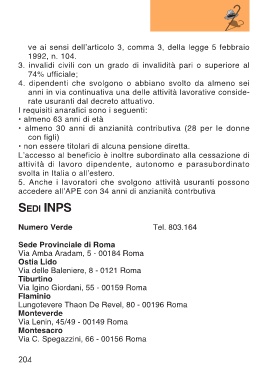 ve ai sensi dell'articolo 3, comma 3, della legge 5 febbraio
1992, n. 104.
3. invalidi civili con un grado di invalidità pari o superiore al
74% ufficiale;
4. dipendenti che svolgono o abbiano svolto da almeno sei
anni in via continuativa una delle attività lavorative conside-
rate usuranti dal decreto attuativo.
I requisiti anagrafici sono i seguenti:
• almeno 63 anni di età
• almeno 30 anni di anzianità contributiva (28 per le donne
con figli)
• non essere titolari di alcuna pensione diretta.
L'accesso al beneficio è inoltre subordinato alla cessazione di
attività di lavoro dipendente, autonomo e parasubordinato
svolta in Italia o all'estero.
5. Anche i lavoratori che svolgono attività usuranti possono
accedere all'APE con 34 anni di anzianità contrbutiva
SEDI INPS
Numero Verde Tel. 803.164
Sede Provinciale di Roma
Via Amba Aradam, 5 - 00184 Roma
Ostia Lido
Via delle Baleniere, 8 - 0121 Roma
Tiburtino
Via Igino Giordani, 55 - 00159 Roma
Flaminio
Lungotevere Thaon De Revel, 80 - 00196 Roma
Monteverde
Via Lenin, 45/49 - 00149 Roma
Montesacro
Via C. Spegazzini, 66 - 00156 Roma
204